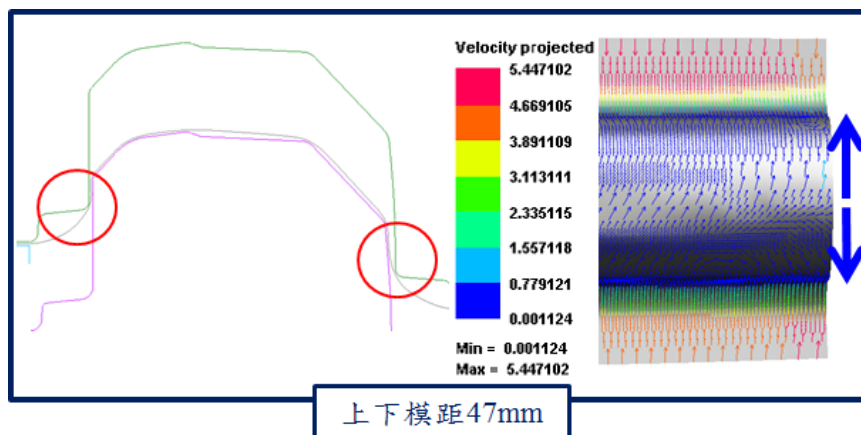 Velocity projected
5.447102
4.669105
3.891109
3.113111
2.335115
1.557118
0.779121
0.001124
Min = 0.001124
Max = 5.447102
上下模距47mm